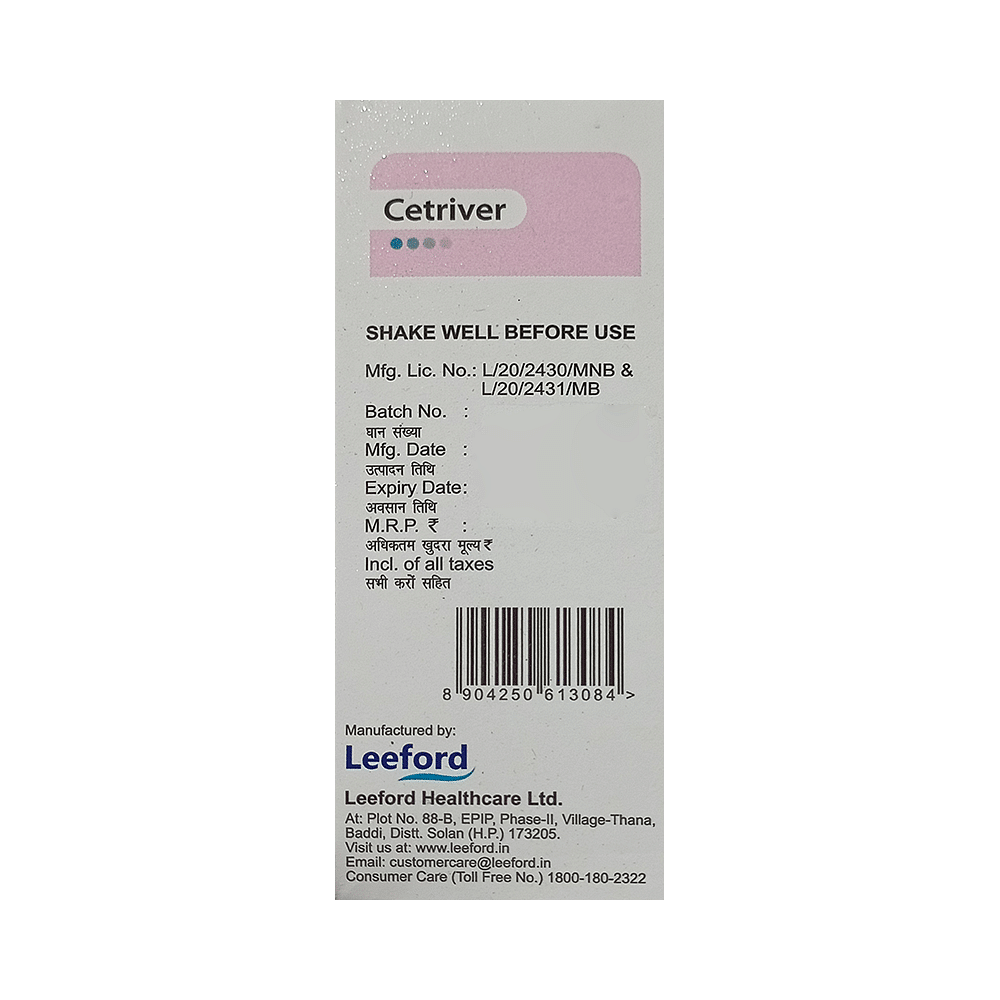 Cetriver
SHAKE WELL BEFORE USE
Mfg. Lic. No.: L/20/2430/MNB &
L/20/2431/MB
Batch No. :
घान संख्या
Mfg. Date :
उत्पादन तिथि
Expiry Date:
अवसान तिथि
M.R.P. ₹ :
अधिकतम खुदरा मूल्य ₹
Incl. of all taxes
सभी करों सहित
8 904250 613084 >
Manufactured by:
Leeford
Leeford Healthcare Ltd.
At: Plot No. 88-B, EPIP, Phase-II, Village-Thana,
Baddi, Distt. Solan (H.P.) 173205.
Visit us at: www.leeford.in
Email: customercare@leeford.in
Consumer Care (Toll Free No.) 1800-180-2322